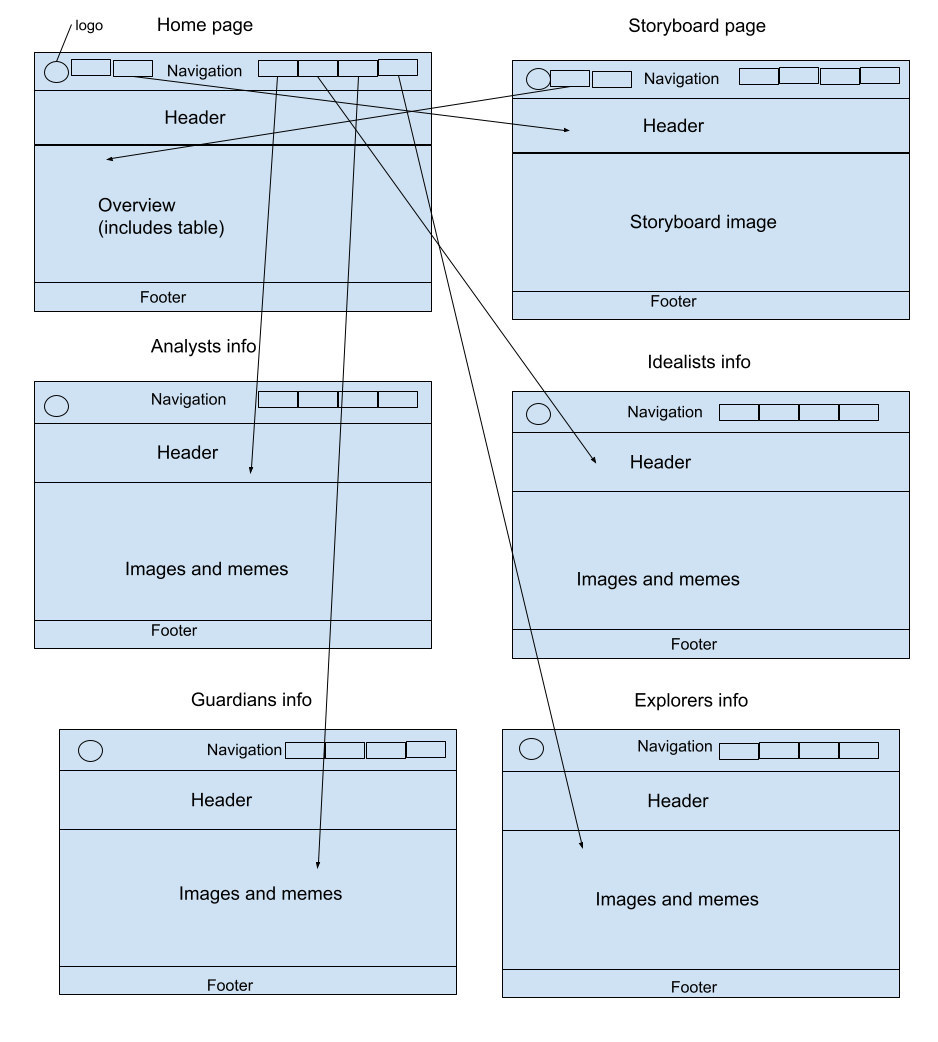 logo
Home page
Storyboard page
Navigation
Header
Overview
(includes table)
Footer
Navigation
Header
Storyboard image
Footer
Analysts info
Navigation
Header
Images and memes
Footer
Idealists info
Navigation
Header
Images and memes
Footer
Guardians info
Navigation
Header
Images and memes
Footer
Explorers info
Navigation
Header
Images and memes
Footer